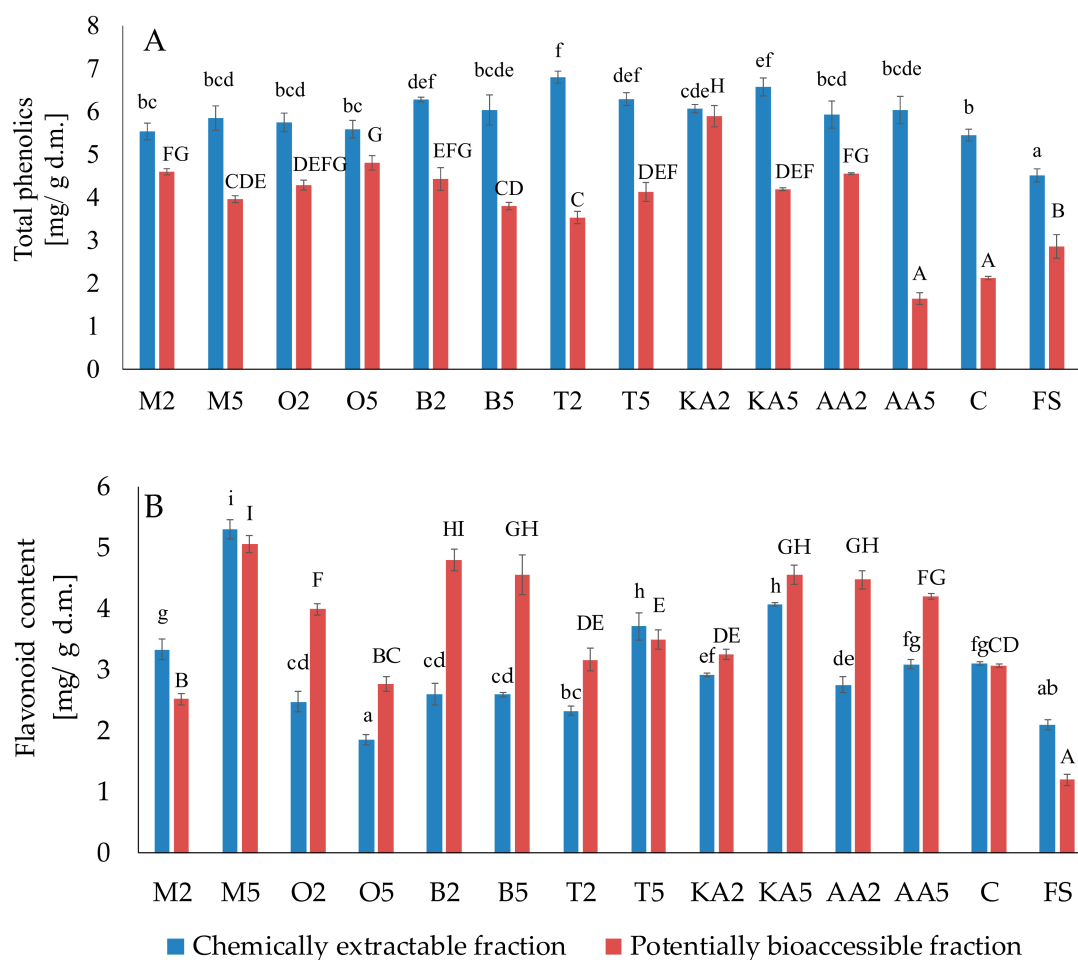 A
Total phenolics
[mg/ g d.m.]
8
7
6
5
4
3
2
1
0
bc
FG
bcd
CDE
bcd
DEFG
bc
G
def
EFG
bcde
CD
f
C
def
DEF
cde
H
ef
DEF
bcd
FG
bcde
A
b
A
a
B
M2 M5 O2 O5 B2 B5 T2 T5 KA2 KA5 AA2 AA5 C FS
B
Flavonoid content
[mg/ g d.m.]
6
5
4
3
2
1
0
g
B
i
I
cd
F
a
BC
cd
HI
cd
GH
bc
DE
h
E
ef
DE
h
GH
de
GH
fg
FG
fg
CD
ab
A
M2 M5 O2 O5 B2 B5 T2 T5 KA2 KA5 AA2 AA5 C FS
Chemically extractable fraction Potentially bioaccessible fraction